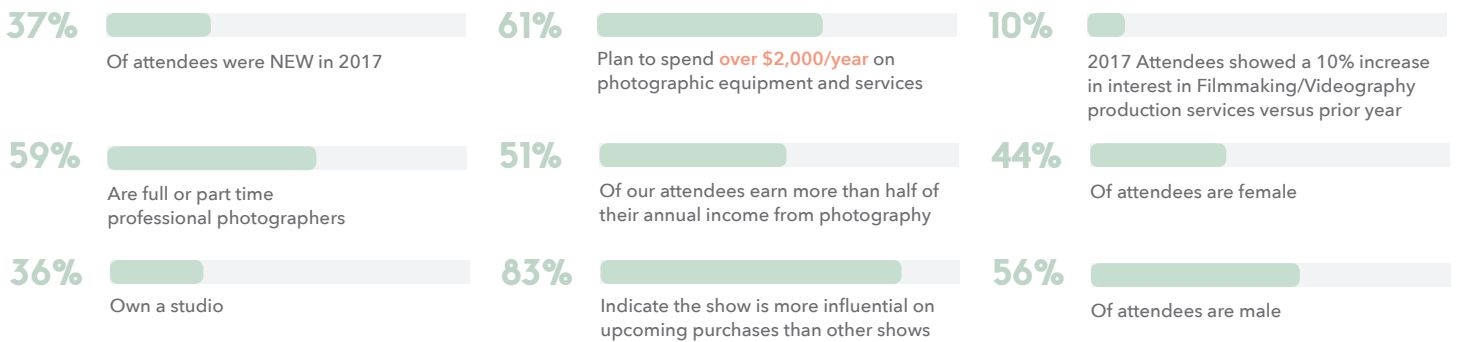 37%
Of attendees were NEW in 2017
61%
Plan to spend over $2,000/year on
photographic equipment and services
10%
2017 Attendees showed a 10% increase
in interest in Filmmaking/Videography
production services versus prior year
59%
Are full or part time
professional photographers
51%
Of our attendees earn more than half of
their annual income from photography
44%
Of attendees are female
36%
Own a studio
83%
Indicate the show is more influential on
upcoming purchases than other shows
56%
Of attendees are male